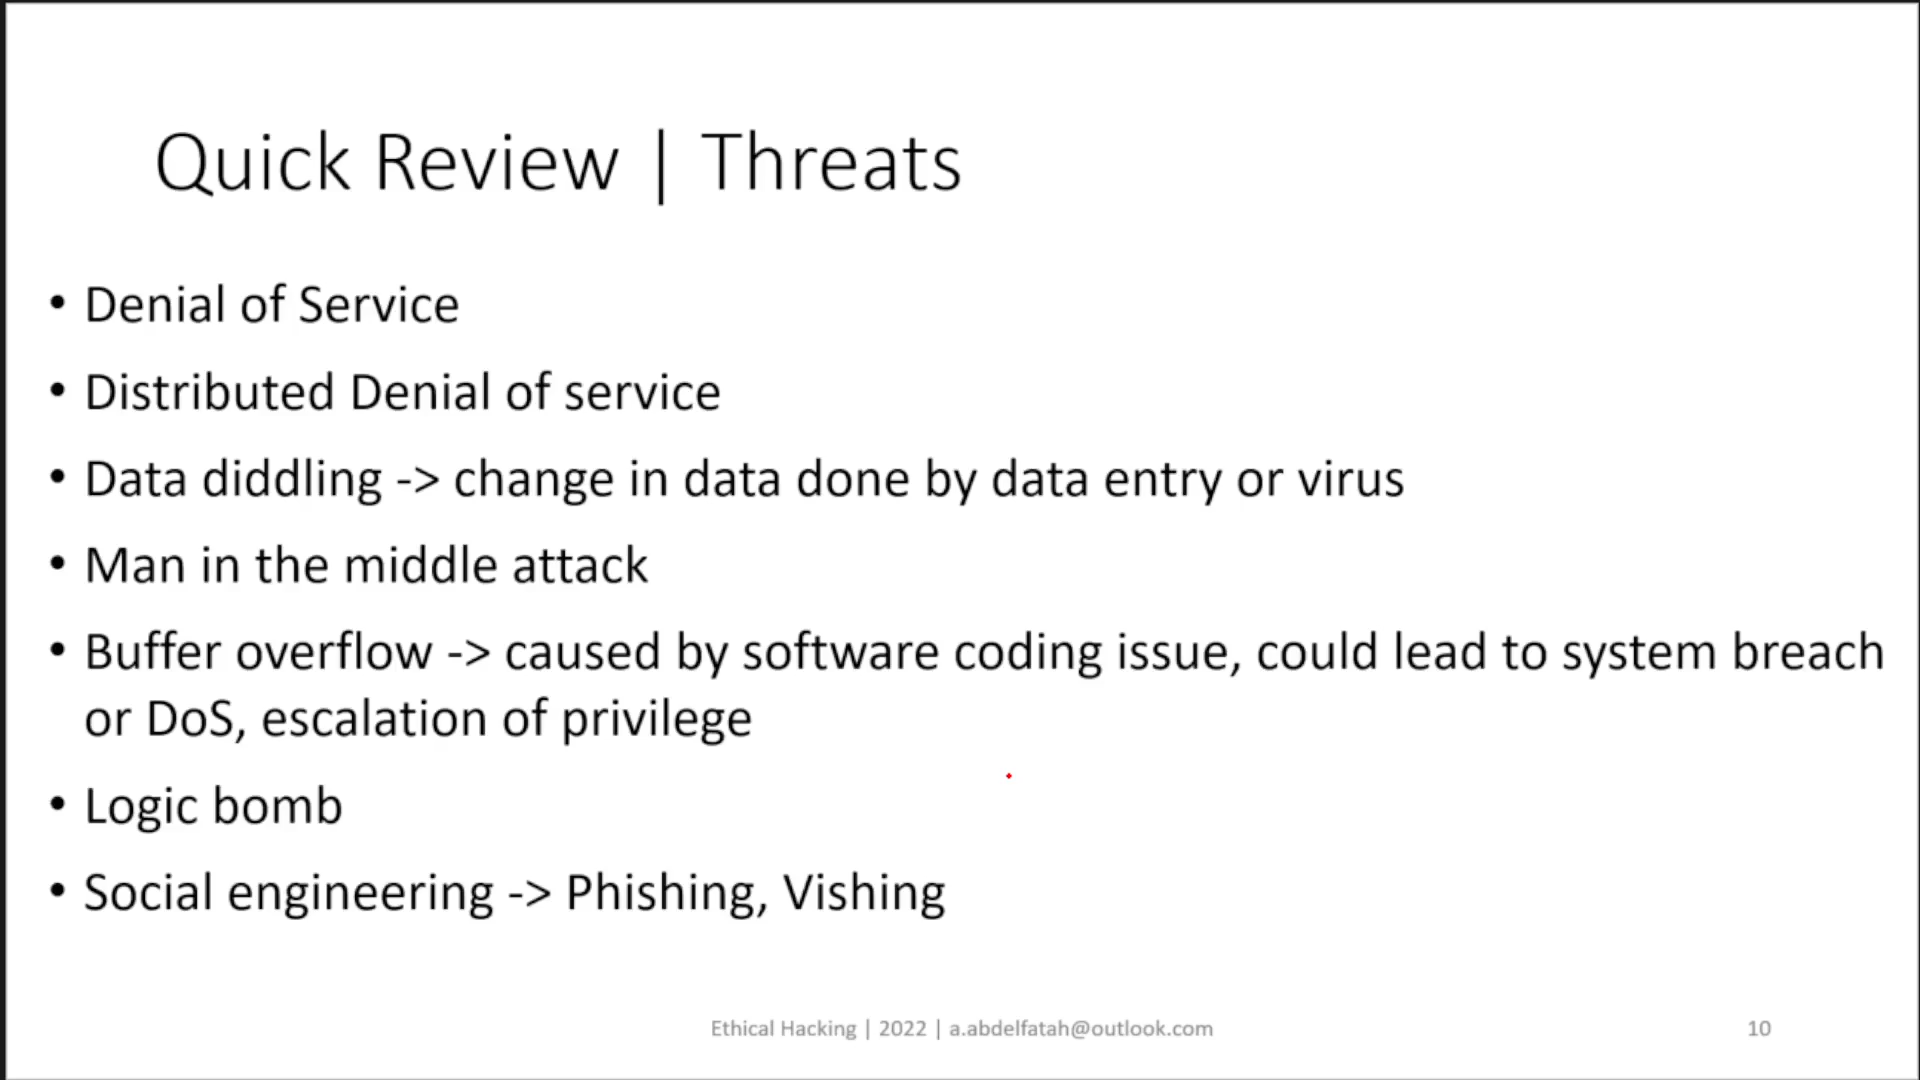 Quick Review | Threats
• Denial of Service
• Distributed Denial of service
• Data diddling -> change in data done by data entry or virus
• Man in the middle attack
• Buffer overflow -> caused by software coding issue, could lead to system breach
or DoS, escalation of privilege
• Logic bomb
• Social engineering -> Phishing, Vishing
Ethical Hacking | 2022 | a.abdelfatah@outlook.com
10